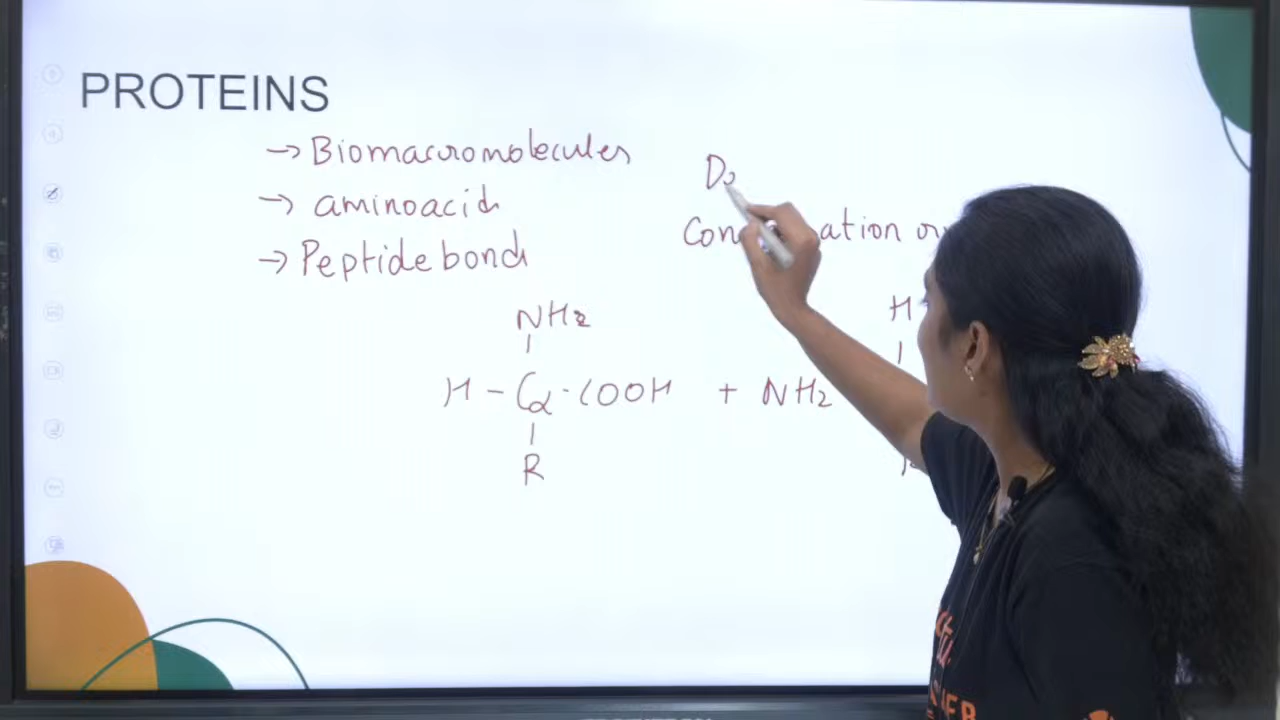 PROTEINS
→ Biomacromolecules
→ aminoacid
→ Peptide bond
NH2
H - Cα - COOH + NH2
H
R